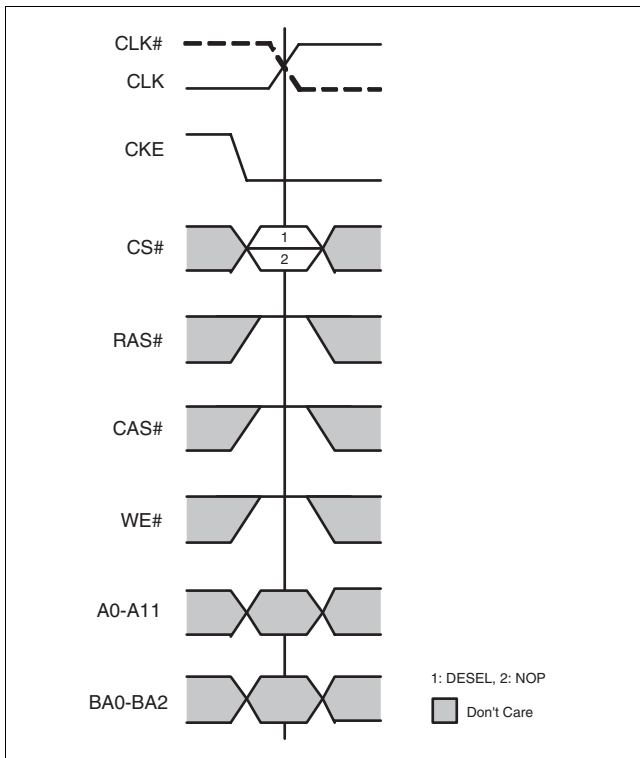 CLK#
CLK
CKE
CS#
1
2
RAS#
CAS#
WE#
A0-A11
BA0-BA2
1: DESEL, 2: NOP
Don't Care